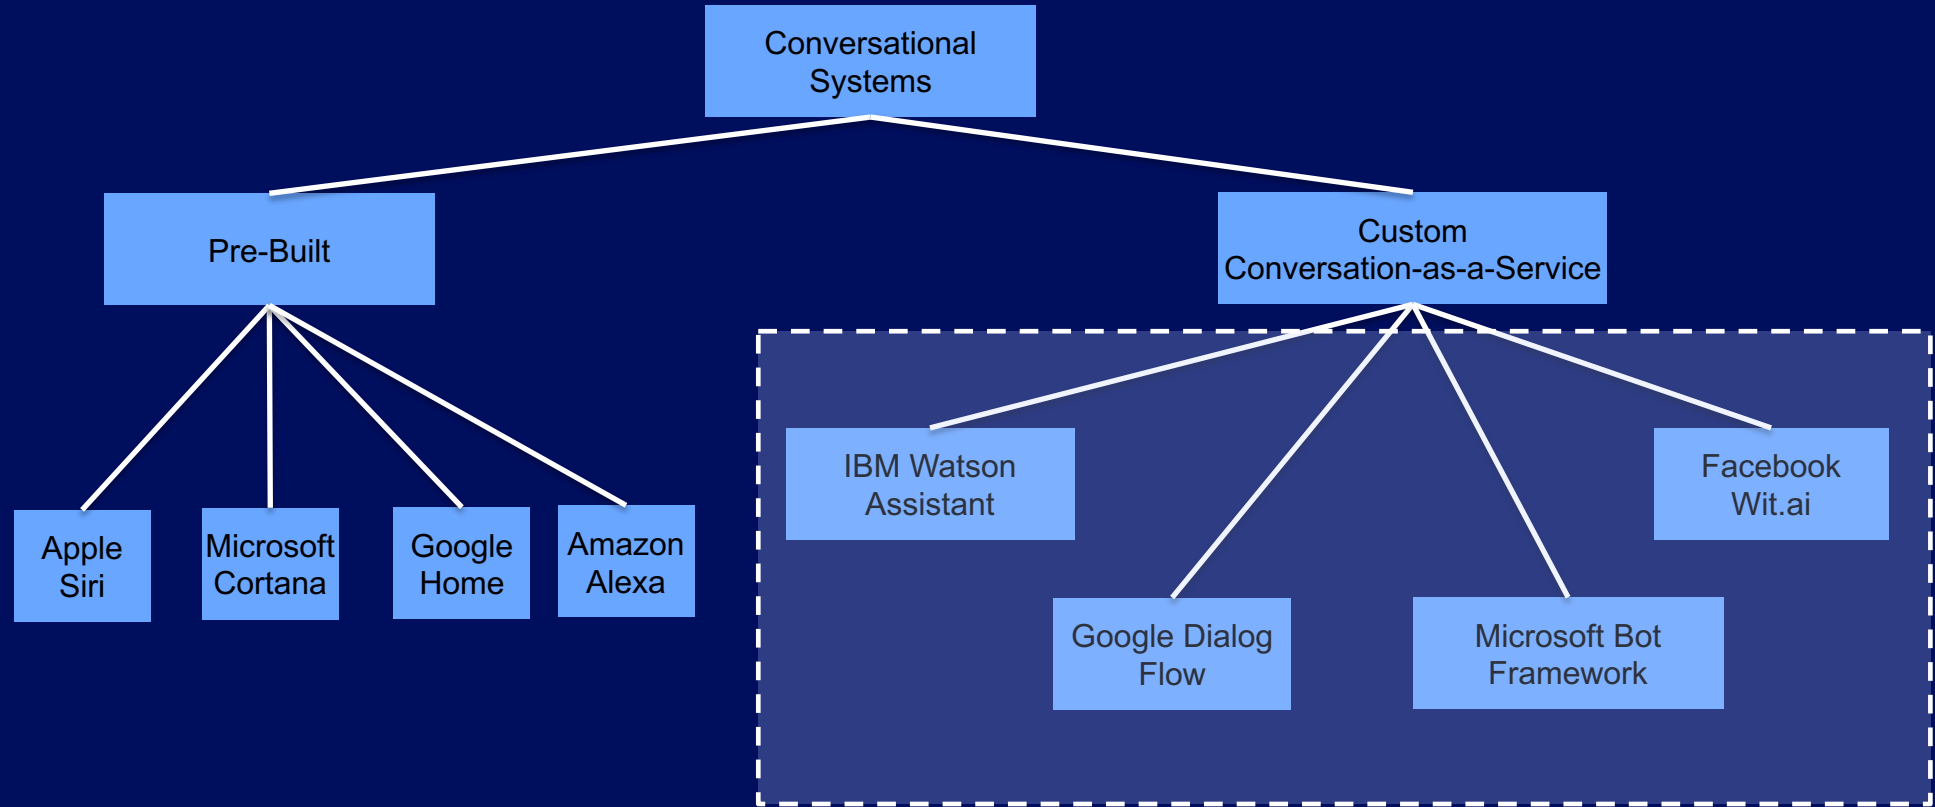 Conversational
Systems
Pre-Built
Custom
Conversation-as-a-Service
Apple
Siri
Microsoft
Cortana
Google
Home
Amazon
Alexa
IBM Watson
Assistant
Google Dialog
Flow
Microsoft Bot
Framework
Facebook
Wit.ai